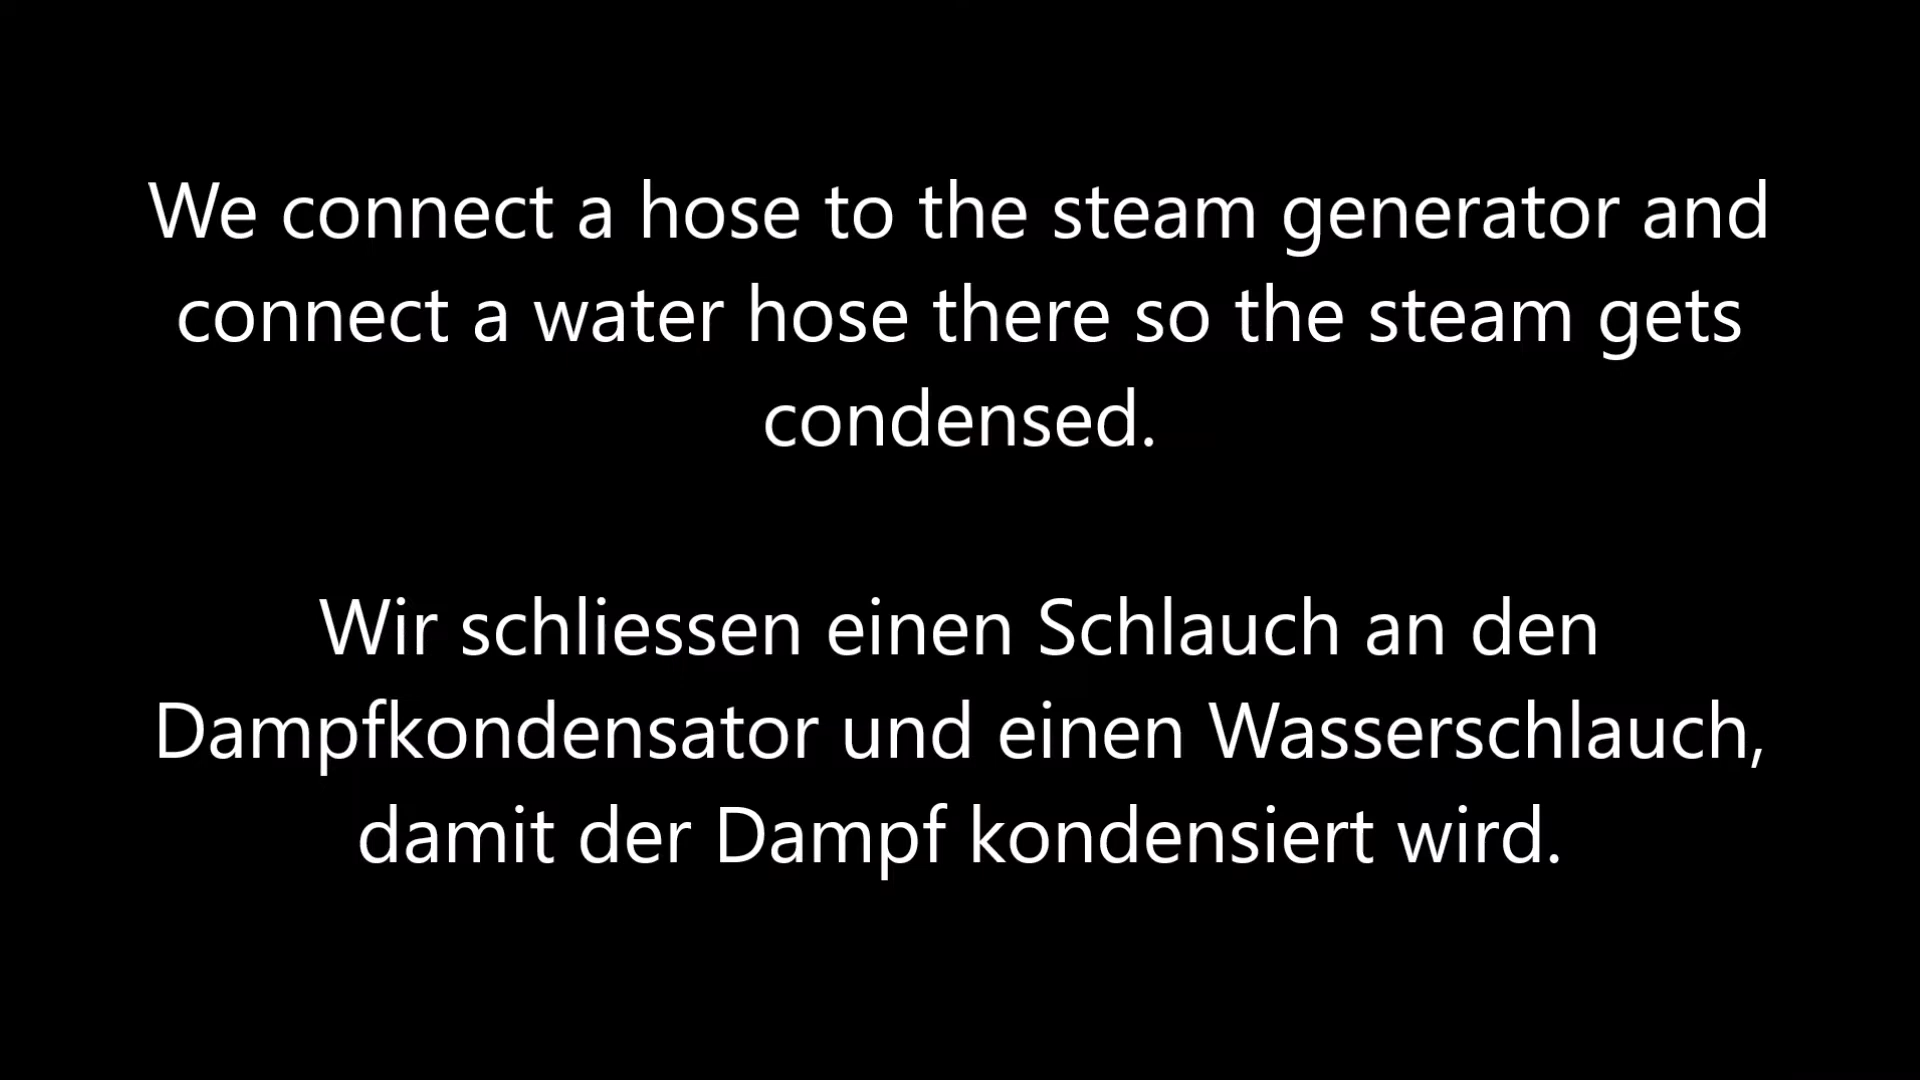 We connect a hose to the steam generator and
connect a water hose there so the steam gets
condensed.
Wir schliessen einen Schlauch an den
Dampfkondensator und einen Wasserschlauch,
damit der Dampf kondensiert wird.